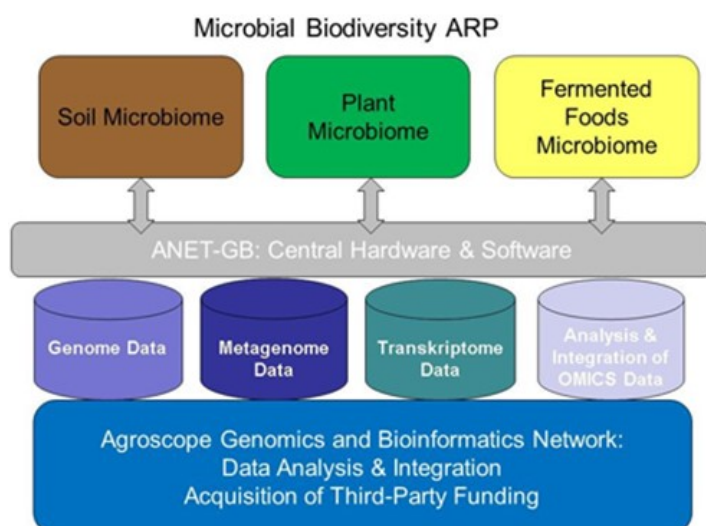 Microbial Biodiversity ARP
Soil Microbiome
Plant
Microbiome
Fermented
Foods
Microbiome
ANET-GB: Central Hardware & Software
Genome Data
Metagenome
Data
Transkriptome
Data
Analysis &
Integration of
OMICS Data
Agroscope Genomics and Bioinformatics Network:
Data Analysis & Integration
Acquisition of Third-Party Funding